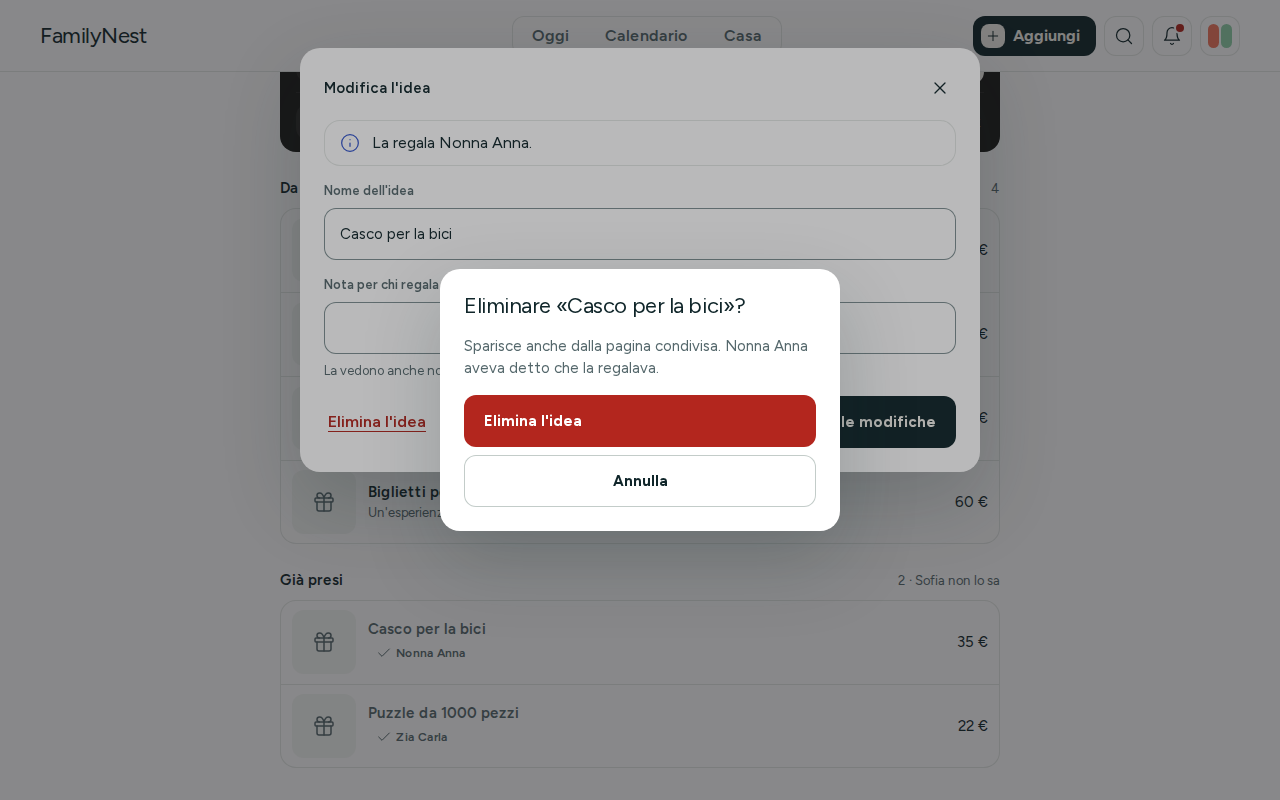 FamilyNest
Oggi
Calendario
Casa
Aggiungi
Modifica l'idea
La regala Nonna Anna.
Da
4
Nome dell'idea
Casco per la bici
€
Nota per chi regala
€
La vedono anche
Elimina l'idea
le modifiche
€
Eliminare «Casco per la bici»?
Sparisce anche dalla pagina condivisa. Nonna Anna
aveva detto che la regalava.
Elimina l'idea
Annulla
Biglietti
60 €
Già presi
2 · Sofia non lo sa
Casco per la bici
35 €
Nonna Anna
Puzzle da 1000 pezzi
22 €
Zia Carla